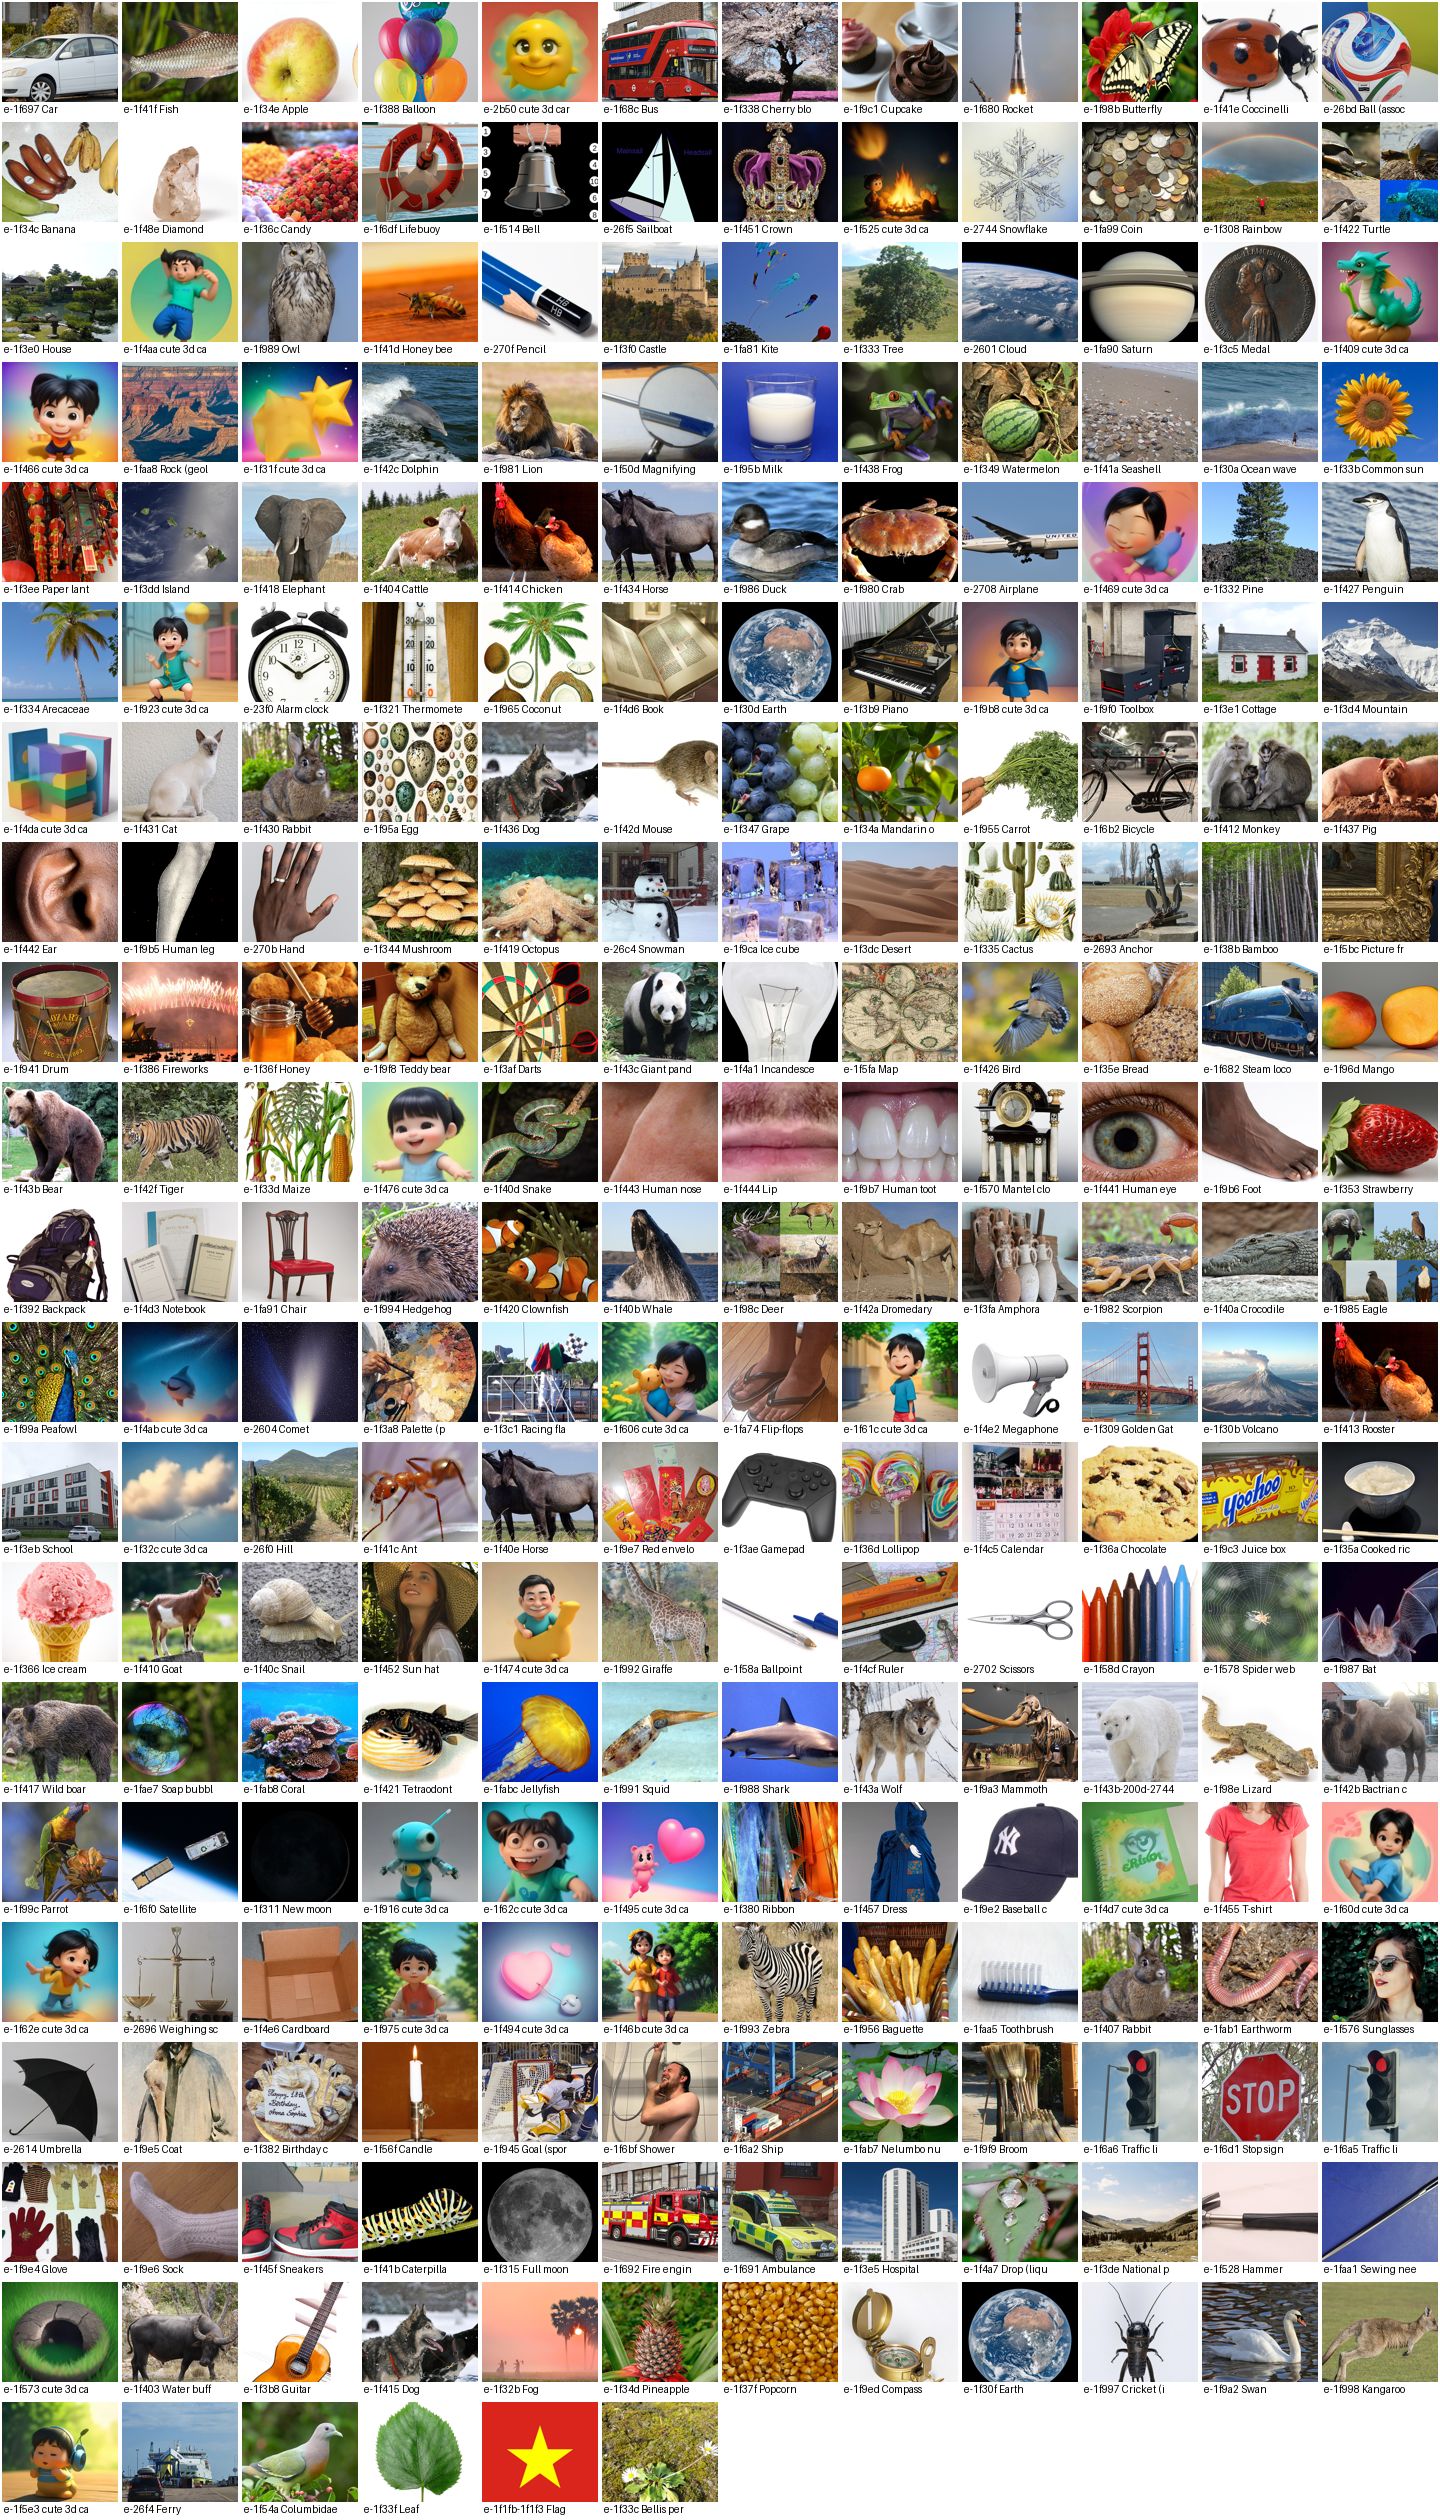 e-1f697 Car e-1f41f Fish e-1f34e Apple e-1f388 Balloon e-2b50 cute 3d car e-1f68c Bus e-1f338 Cherry blo e-1f9c1 Cupcake e-1f680 Rocket e-1f98b Butterfly e-1f41e Coccinelli e-26bd Ball (assoc
Mainsail Headsail
1 3 5 7 2 4 10 6 8
e-1f34c Banana e-1f48e Diamond e-1f36c Candy e-1f6df Lifebuoy e-1f514 Bell e-26f5 Sailboat e-1f451 Crown e-1f525 cute 3d ca e-2744 Snowflake e-1fa99 Coin e-1f308 Rainbow e-1f422 Turtle
HB HB
e-1f3e0 House e-1f4aa cute 3d ca e-1f989 Owl e-1f41d Honey bee e-270f Pencil e-1f3f0 Castle e-1fa81 Kite e-1f333 Tree e-2601 Cloud e-1fa90 Saturn e-1f3c5 Medal e-1f409 cute 3d ca
e-1f466 cute 3d ca e-1faa8 Rock (geol e-1f31f cute 3d ca e-1f42c Dolphin e-1f981 Lion e-1f50d Magnifying e-1f95b Milk e-1f438 Frog e-1f349 Watermelon e-1f41a Seashell e-1f30a Ocean wave e-1f33b Common sun
UNITED
e-1f3ee Paper lant e-1f3dd Island e-1f418 Elephant e-1f404 Cattle e-1f414 Chicken e-1f434 Horse e-1f986 Duck e-1f980 Crab e-2708 Airplane e-1f469 cute 3d ca e-1f332 Pine e-1f427 Penguin
e-1f334 Arecaceae e-1f923 cute 3d ca e-23f0 Alarm clock e-1f321 Thermomete e-1f965 Coconut e-1f4d6 Book e-1f30d Earth e-1f3b9 Piano e-1f9b8 cute 3d ca e-1f9f0 Toolbox e-1f3e1 Cottage e-1f3d4 Mountain
e-1f4da cute 3d ca e-1f431 Cat e-1f430 Rabbit e-1f95a Egg e-1f436 Dog e-1f42d Mouse e-1f347 Grape e-1f34a Mandarin o e-1f955 Carrot e-1f6b2 Bicycle e-1f412 Monkey e-1f437 Pig
e-1f442 Ear e-1f9b5 Human leg e-270b Hand e-1f344 Mushroom e-1f419 Octopus e-26c4 Snowman e-1f9ca Ice cube e-1f3dc Desert e-1f335 Cactus e-2693 Anchor e-1f38b Bamboo e-1f5bc Picture fr
e-1f941 Drum e-1f386 Fireworks e-1f36f Honey e-1f9f8 Teddy bear e-1f3af Darts e-1f43c Giant pand e-1f4a1 Incandesce e-1f5fa Map e-1f426 Bird e-1f35e Bread e-1f682 Steam loco e-1f96d Mango
e-1f43b Bear e-1f42f Tiger e-1f33d Maize e-1f476 cute 3d ca e-1f40d Snake e-1f443 Human nose e-1f444 Lip e-1f9b7 Human toot e-1f570 Mantel clo e-1f441 Human eye e-1f9b6 Foot e-1f353 Strawberry
e-1f392 Backpack e-1f4d3 Notebook e-1fa91 Chair e-1f994 Hedgehog e-1f420 Clownfish e-1f40b Whale e-1f98c Deer e-1f42a Dromedary e-1f3fa Amphora e-1f982 Scorpion e-1f40a Crocodile e-1f985 Eagle
e-1f99a Peafowl e-1f4ab cute 3d ca e-2604 Comet e-1f3a8 Palette (p e-1f3c1 Racing fla e-1f606 cute 3d ca e-1fa74 Flip-flops e-1f61c cute 3d ca e-1f4e2 Megaphone e-1f309 Golden Gat e-1f30b Volcano e-1f413 Rooster
Yoohoo
e-1f3eb School e-1f32c cute 3d ca e-26f0 Hill e-1f41c Ant e-1f40e Horse e-1f9e7 Red envelo e-1f3ae Gamepad e-1f36d Lollipop e-1f4c5 Calendar e-1f36a Chocolate e-1f9c3 Juice box e-1f35a Cooked ric
e-1f366 Ice cream e-1f410 Goat e-1f40c Snail e-1f452 Sun hat e-1f474 cute 3d ca e-1f992 Giraffe e-1f58a Ballpoint e-1f4cf Ruler e-2702 Scissors e-1f58d Crayon e-1f578 Spider web e-1f987 Bat
e-1f417 Wild boar e-1fae7 Soap bubbl e-1fab8 Coral e-1f421 Tetraodont e-1fabc Jellyfish e-1f991 Squid e-1f988 Shark e-1f43a Wolf e-1f9a3 Mammoth e-1f43b-200d-2744 e-1f98e Lizard e-1f42b Bactrian c
e-1f99c Parrot e-1f6f0 Satellite e-1f311 New moon e-1f916 cute 3d ca e-1f62c cute 3d ca e-1f495 cute 3d ca e-1f380 Ribbon e-1f457 Dress e-1f9e2 Baseball c e-1f4d7 cute 3d ca e-1f455 T-shirt e-1f60d cute 3d ca
e-1f62e cute 3d ca e-2696 Weighing sc e-1f4e6 Cardboard e-1f975 cute 3d ca e-1f494 cute 3d ca e-1f46b cute 3d ca e-1f993 Zebra e-1f956 Baguette e-1faa5 Toothbrush e-1f407 Rabbit e-1fab1 Earthworm e-1f576 Sunglasses
Happy 18th
Birthday
Anna Sophia
STOP
e-2614 Umbrella e-1f9e5 Coat e-1f382 Birthday c e-1f56f Candle e-1f945 Goal (spor e-1f6bf Shower e-1f6a2 Ship e-1fab7 Nelumbo nu e-1f9f9 Broom e-1f6a6 Traffic li e-1f6d1 Stop sign e-1f6a5 Traffic li
e-1f9e4 Glove e-1f9e6 Sock e-1f45f Sneakers e-1f41b Caterpilla e-1f315 Full moon e-1f692 Fire engin e-1f691 Ambulance e-1f3e5 Hospital e-1f4a7 Drop (liqu e-1f3de National p e-1f528 Hammer e-1faa1 Sewing nee
e-1f573 cute 3d ca e-1f403 Water buff e-1f3b8 Guitar e-1f415 Dog e-1f32b Fog e-1f34d Pineapple e-1f37f Popcorn e-1f9ed Compass e-1f30f Earth e-1f997 Cricket (i e-1f9a2 Swan e-1f998 Kangaroo
e-1f5e3 cute 3d ca e-26f4 Ferry e-1f54a Columbidae e-1f33f Leaf e-1f1fb-1f1f3 Flag e-1f33c Bellis per